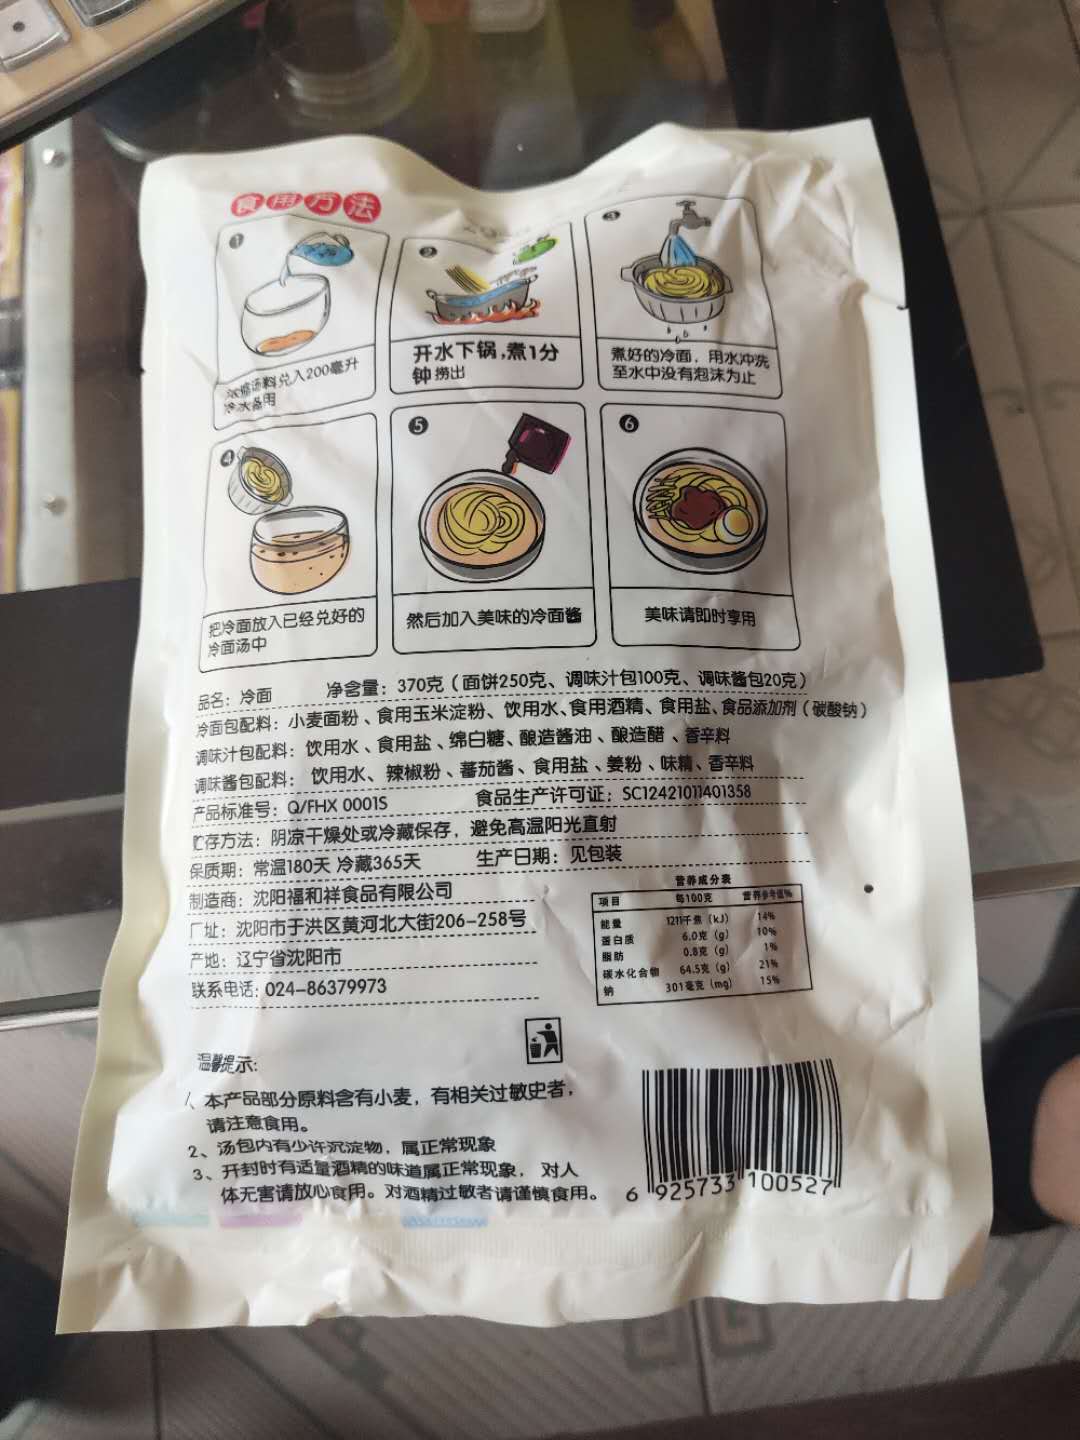 食用方法
1
浓缩汤料兑入200毫升
冷水备用
2
开水下锅,煮1分
钟捞出
3
煮好的冷面，用水冲洗
至水中没有泡沫为止
4
把冷面放入已经兑好的
冷面汤中
5
然后加入美味的冷面酱
6
美味请即时享用
品名：冷面 净含量：370克（面饼250克、调味汁包100克、调味酱包20克）
冷面包配料：小麦面粉、食用玉米淀粉、饮用水、食用酒精、食用盐、食品添加剂（碳酸钠）
调味汁包配料：饮用水、食用盐、绵白糖、酿造酱油、酿造醋、香辛料
调味酱包配料：饮用水、辣椒粉、蕃茄酱、食用盐、姜粉、味精、香辛料
产品标准号：Q/FHX 0001S 食品生产许可证：SC12421011401358
贮存方法：阴凉干燥处或冷藏保存，避免高温阳光直射
保质期：常温180天 冷藏365天 生产日期：见包装
制造商：沈阳福和祥食品有限公司
厂址：沈阳市于洪区黄河北大街206-258号
产地：辽宁省沈阳市
联系电话：024-86379973
营养成分表
项目 每100克 营养参考值%
能量 1211千焦（kJ） 14%
蛋白质 6.0克（g） 10%
脂肪 0.8克（g） 1%
碳水化合物 64.5克（g） 21%
钠 301毫克（mg） 15%
温馨提示：
1、本产品部分原料含有小麦，有相关过敏史者，
请注意食用。
2、汤包内有少许沉淀物，属正常现象
3、开封时有适量酒精的味道属正常现象，对人
体无害请放心食用。对酒精过敏者请谨慎食用。
6 925733 100527